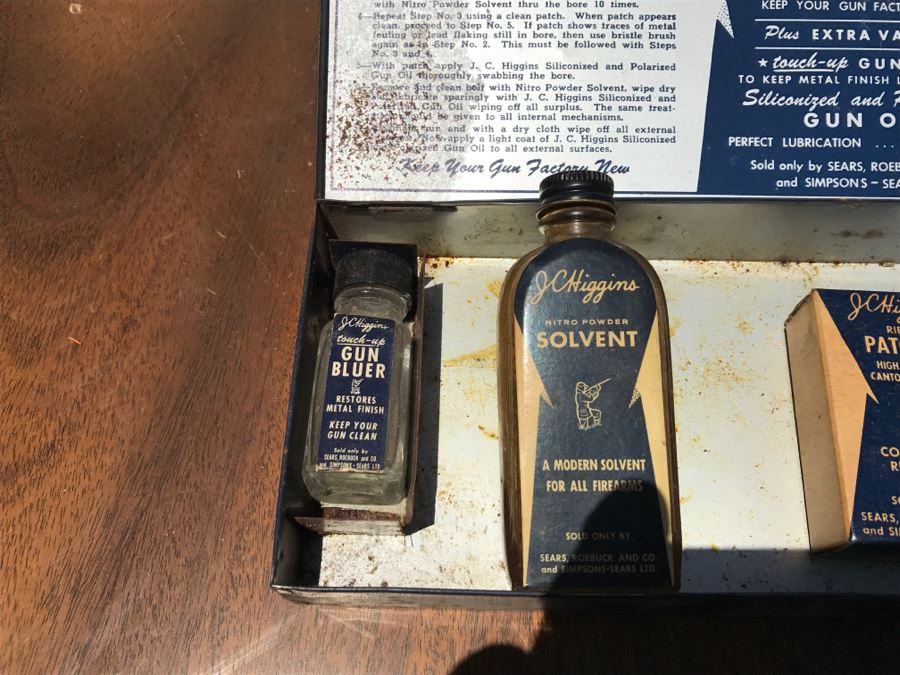 with Nitro Powder Solvent thru the bore 10 times.
4—Repeat Step No. 3 using a clean patch. When patch appears
clean, proceed to Step No. 5. If patch shows traces of metal
fouling or lead flaking still in bore, then use bristle brush
again as in Step No. 2. This must be followed with Steps
No. 3 and 4.
5—With patch apply J. C. Higgins Siliconized and Polarized
Gun Oil thoroughly swabbing the bore.
and clean bolt with Nitro Powder Solvent, wipe dry
sparingly with J. C. Higgins Siliconized and
Gun Oil wiping off all surplus. The same treat-
be given to all internal mechanisms.
and with a dry cloth wipe off all external
Now apply a light coat of J. C. Higgins Siliconized
Gun Oil to all external surfaces.
Keep Your Gun Factory New
KEEP YOUR GUN FACT
Plus EXTRA VA
★ touch-up GUN
TO KEEP METAL FINISH L
Siliconized and P
GUN O
PERFECT LUBRICATION ...
Sold only by SEARS, ROEB
and SIMPSONS - SEA
J.C. Higgins
touch-up
GUN
BLUER
RESTORES
METAL FINISH
KEEP YOUR
GUN CLEAN
Sold only by
SEARS, ROEBUCK and CO.
and SIMPSONS-SEARS LTD.
J.C. Higgins
NITRO POWDER
SOLVENT
A MODERN SOLVENT
FOR ALL FIREARMS
SOLD ONLY BY
SEARS, ROEBUCK AND CO.
and SIMPSONS-SEARS LTD.
J.C. Hi
RI
PATC
HIGH
CANTO
CO
R
S
SEARS,
and SI